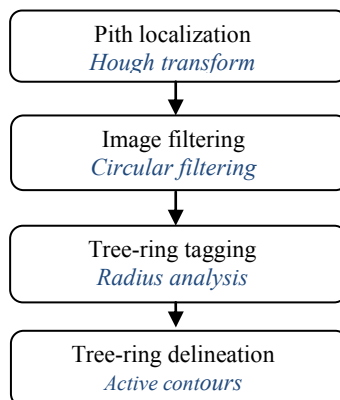 Pith localization
Hough transform
Image filtering
Circular filtering
Tree-ring tagging
Radius analysis
Tree-ring delineation
Active contours